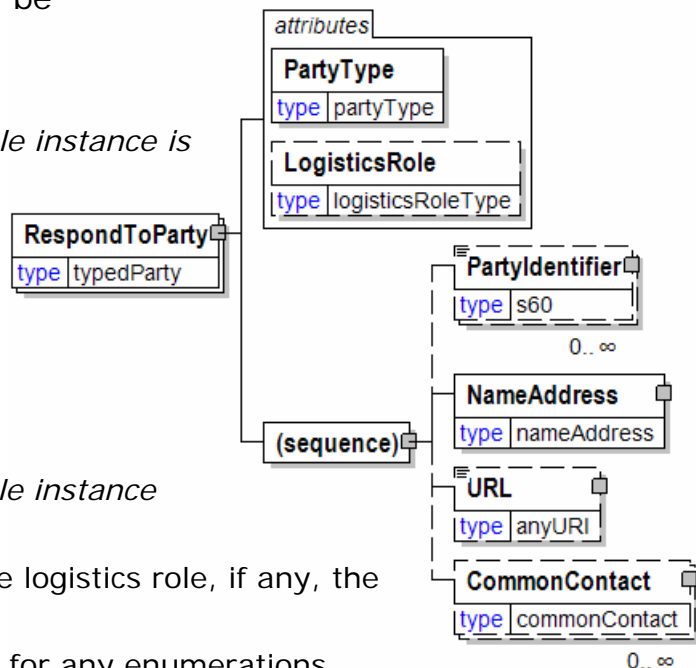 be
attributes
PartyType
type partyType
le instance is
LogisticsRole
type logisticsRoleType
RespondToParty
type typedParty
PartyIdentifier
type s60
0.. ∞
NameAddress
type nameAddress
(sequence)
le instance
URL
type anyURI
e logistics role, if any, the
CommonContact
type commonContact
for any enumerations
0.. ∞